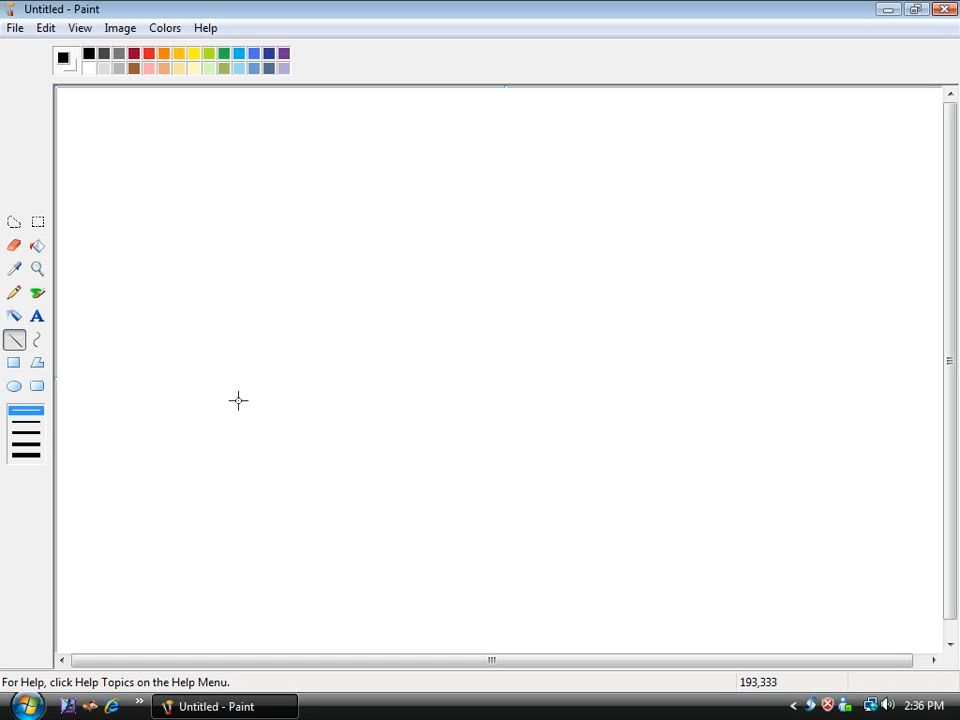 Untitled - Paint
File Edit View Image Colors Help
For Help, click Help Topics on the Help Menu.
193,333
Untitled - Paint
2:36 PM